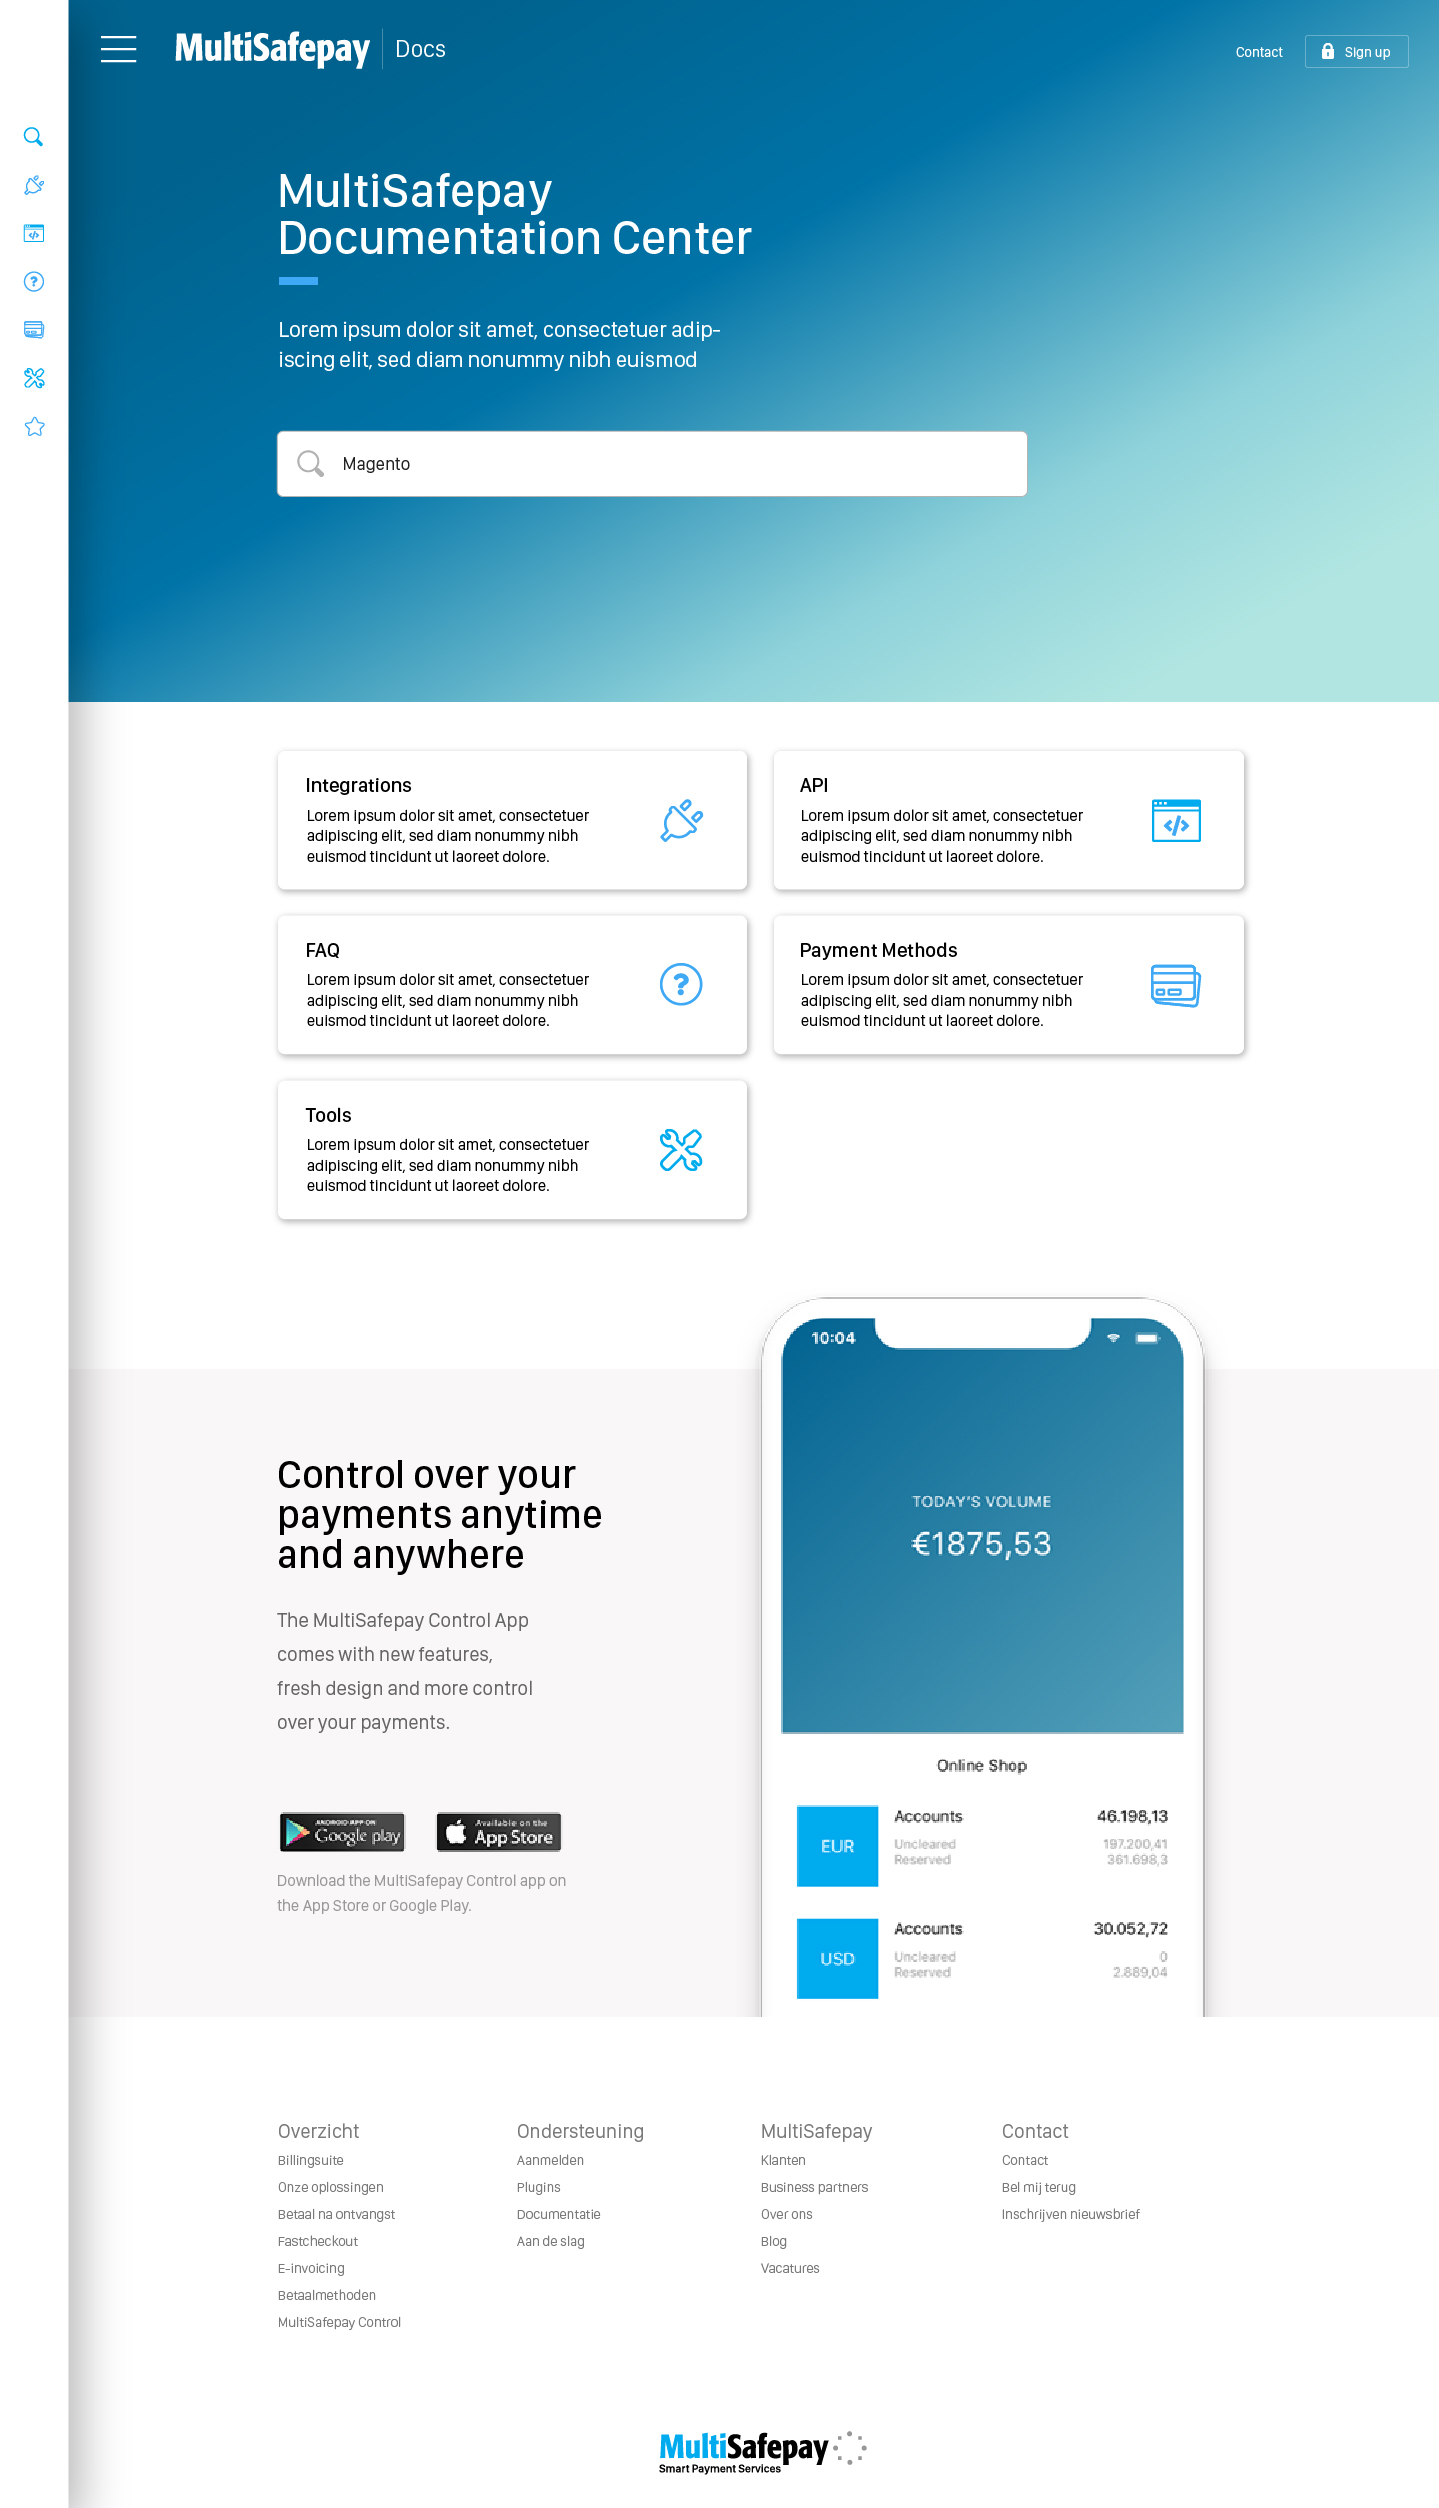 MultiSafepay Docs
Contact
Sign up
MultiSafepay
Documentation Center
Lorem ipsum dolor sit amet, consectetuer adip-
iscing elit, sed diam nonummy nibh euismod
Magento
Integrations
Lorem ipsum dolor sit amet, consectetuer
adipiscing elit, sed diam nonummy nibh
euismod tincidunt ut laoreet dolore.
API
Lorem ipsum dolor sit amet, consectetuer
adipiscing elit, sed diam nonummy nibh
euismod tincidunt ut laoreet dolore.
FAQ
Lorem ipsum dolor sit amet, consectetuer
adipiscing elit, sed diam nonummy nibh
euismod tincidunt ut laoreet dolore.
Payment Methods
Lorem ipsum dolor sit amet, consectetuer
adipiscing elit, sed diam nonummy nibh
euismod tincidunt ut laoreet dolore.
Tools
Lorem ipsum dolor sit amet, consectetuer
adipiscing elit, sed diam nonummy nibh
euismod tincidunt ut laoreet dolore.
Control over your
payments anytime
and anywhere
The MultiSafepay Control App
comes with new features,
fresh design and more control
over your payments.
ANDROID APP ON
Google play
Available on the
App Store
Download the MultiSafepay Control app on
the App Store or Google Play.
10:04
TODAY'S VOLUME
€1875,53
Online Shop
EUR
Accounts 46.198,13
Uncleared 197.200,41
Reserved 361.698,3
USD
Accounts 30.052,72
Uncleared 0
Reserved 2.889,04
Overzicht
Billingsuite
Onze oplossingen
Betaal na ontvangst
Fastcheckout
E-invoicing
Betaalmethoden
MultiSafepay Control
Ondersteuning
Aanmelden
Plugins
Documentatie
Aan de slag
MultiSafepay
Klanten
Business partners
Over ons
Blog
Vacatures
Contact
Contact
Bel mij terug
Inschrijven nieuwsbrief
MultiSafepay
Smart Payment Services